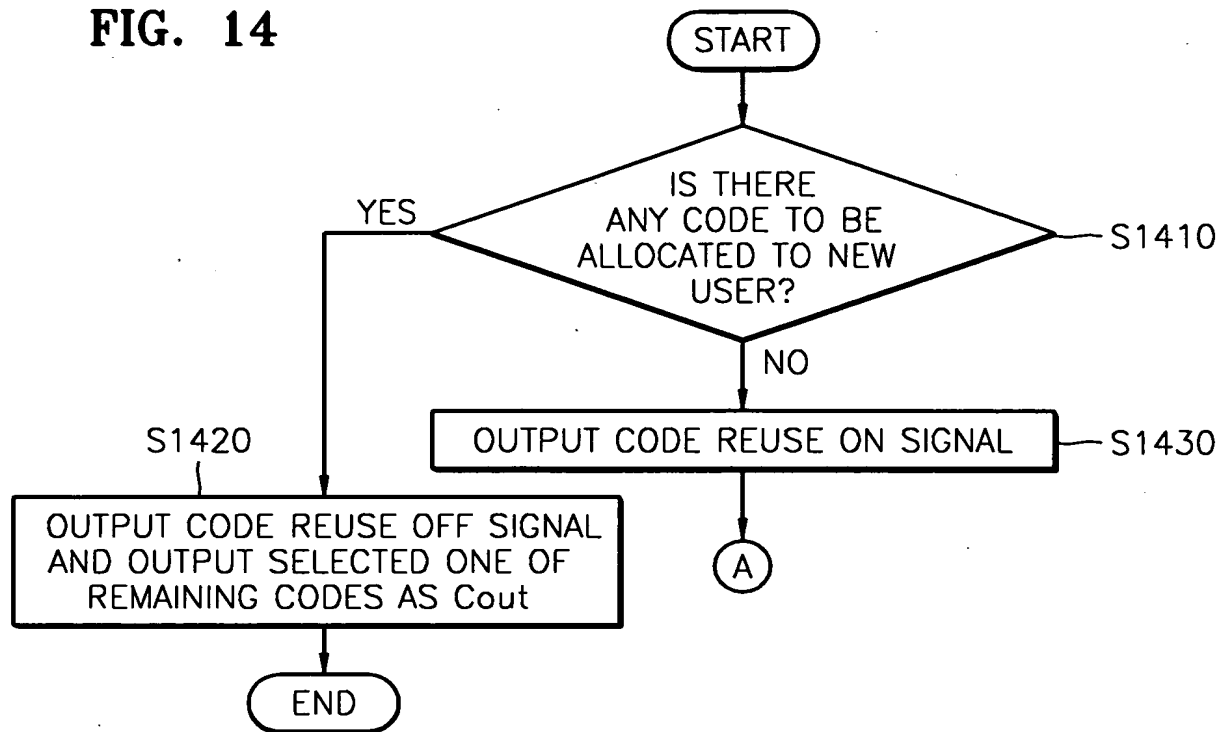 FIG. 14
START
IS THERE
ANY CODE TO BE
ALLOCATED TO NEW
USER?
S1410
YES
NO
S1420
OUTPUT CODE REUSE ON SIGNAL
S1430
OUTPUT CODE REUSE OFF SIGNAL
AND OUTPUT SELECTED ONE OF
REMAINING CODES AS Cout
A
END